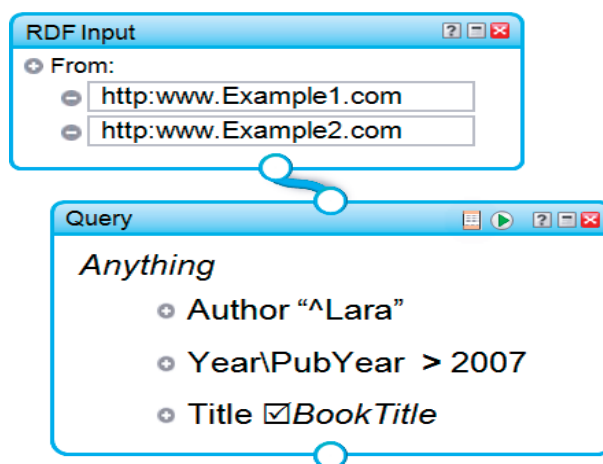 RDF Input
From:
http:www.Example1.com
http:www.Example2.com
Query
Anything
Author “^Lara”
Year\PubYear > 2007
Title ☑BookTitle